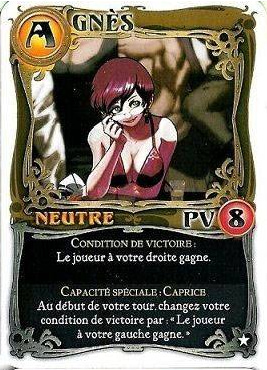 AGNÈS
NEUTRE PV 8
CONDITION DE VICTOIRE :
Le joueur à votre droite gagne.
CAPACITÉ SPÉCIALE : CAPRICE
Au début de votre tour, changez votre
condition de victoire par : « Le joueur
à votre gauche gagne. »